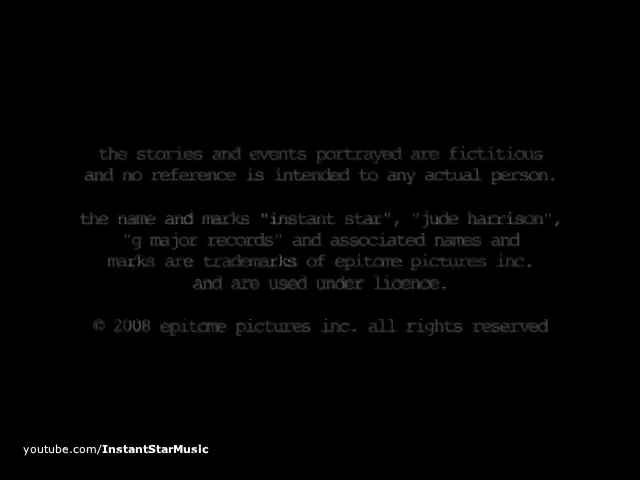 the stories and events portrayed are fictitious
and no reference is intended to any actual person.
the name and marks "instant star", "jude harrison",
"g major records" and associated names and
marks are trademarks of epitome pictures inc.
and are used under licence.
© 2008 epitome pictures inc. all rights reserved
youtube.com/InstantStarMusic